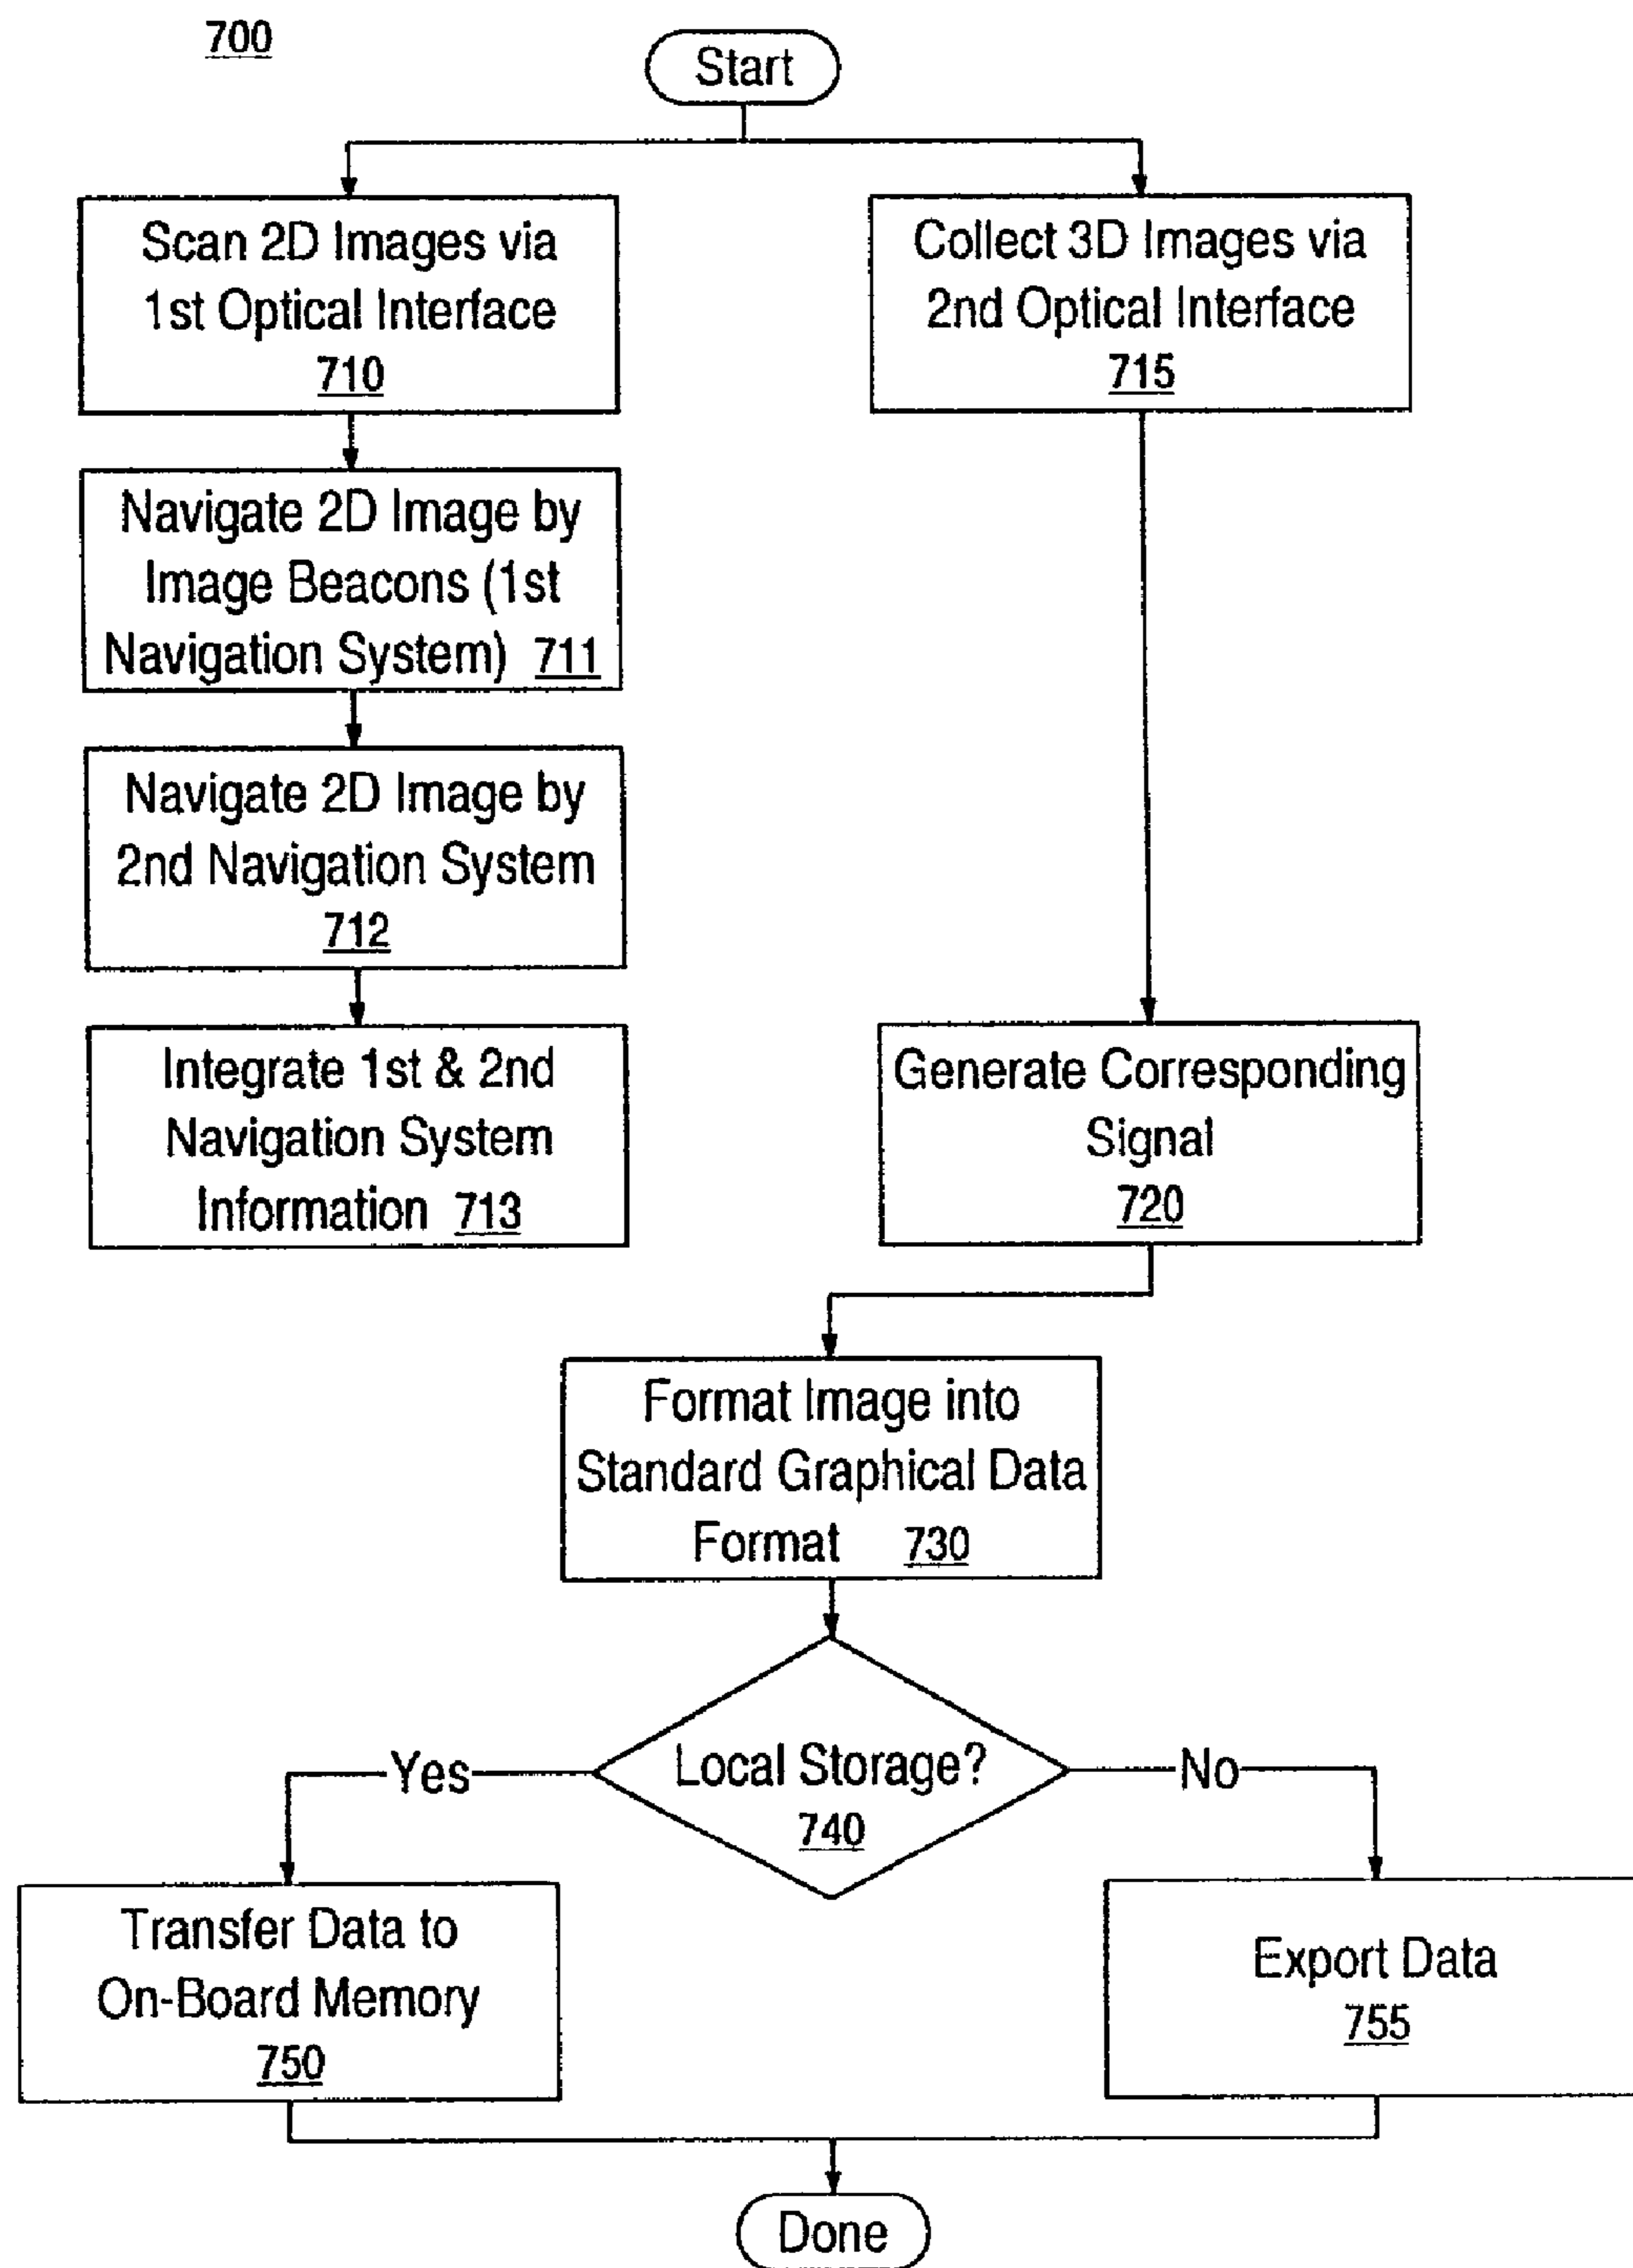 700
Start
Scan 2D Images via
1st Optical Interface
710
Collect 3D Images via
2nd Optical Interface
715
Navigate 2D Image by
Image Beacons (1st
Navigation System) 711
Navigate 2D Image by
2nd Navigation System
712
Integrate 1st & 2nd
Navigation System
Information 713
Generate Corresponding
Signal
720
Format Image into
Standard Graphical Data
Format 730
Local Storage?
740
Yes
No
Transfer Data to
On-Board Memory
750
Export Data
755
Done